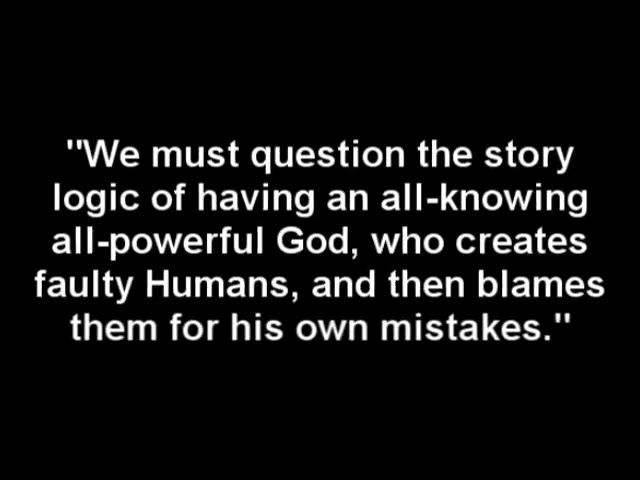 "We must question the story
logic of having an all-knowing
all-powerful God, who creates
faulty Humans, and then blames
them for his own mistakes."